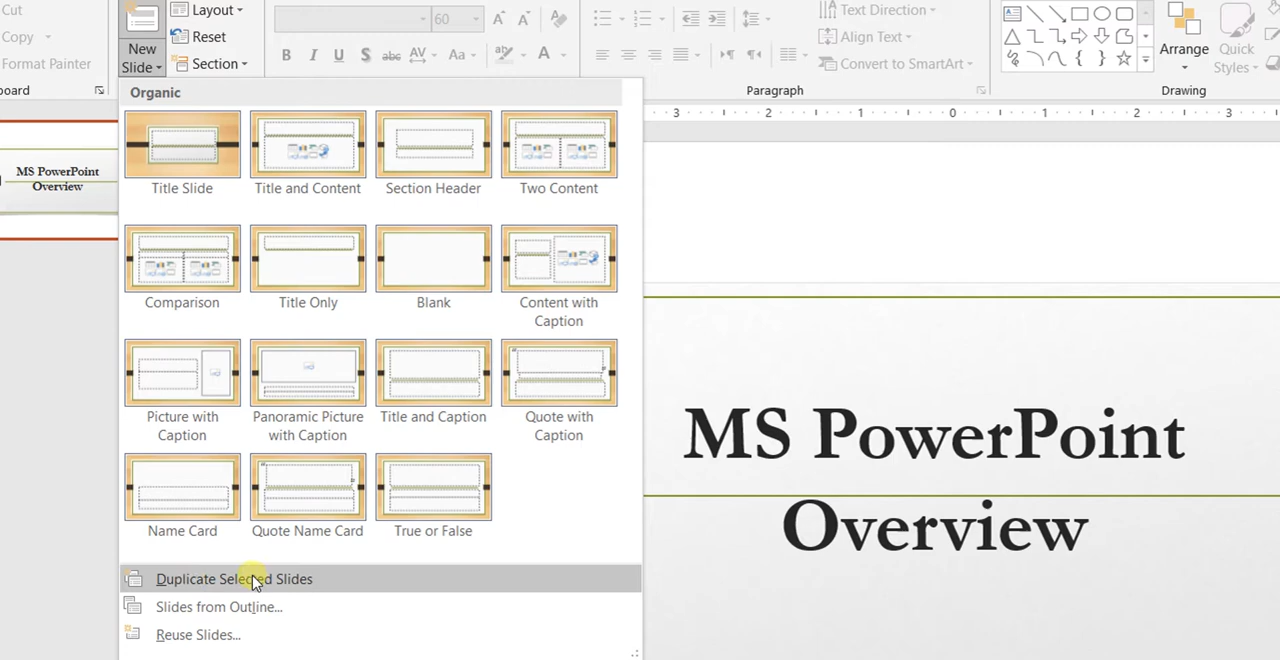 Cut
Copy
Format Painter
oard
New
Slide
Layout
Reset
Section
60
B I U S abc AV Aa A
Text Direction
Align Text
Convert to SmartArt
Paragraph
Arrange
Quick
Styles
Drawing
3 2 1 0 1 2 3
Organic
Title Slide
Title and Content
Section Header
Two Content
Comparison
Title Only
Blank
Content with
Caption
Picture with
Caption
Panoramic Picture
with Caption
Title and Caption
Quote with
Caption
Name Card
Quote Name Card
True or False
Duplicate Selected Slides
Slides from Outline...
Reuse Slides...
MS PowerPoint
Overview
MS PowerPoint
Overview